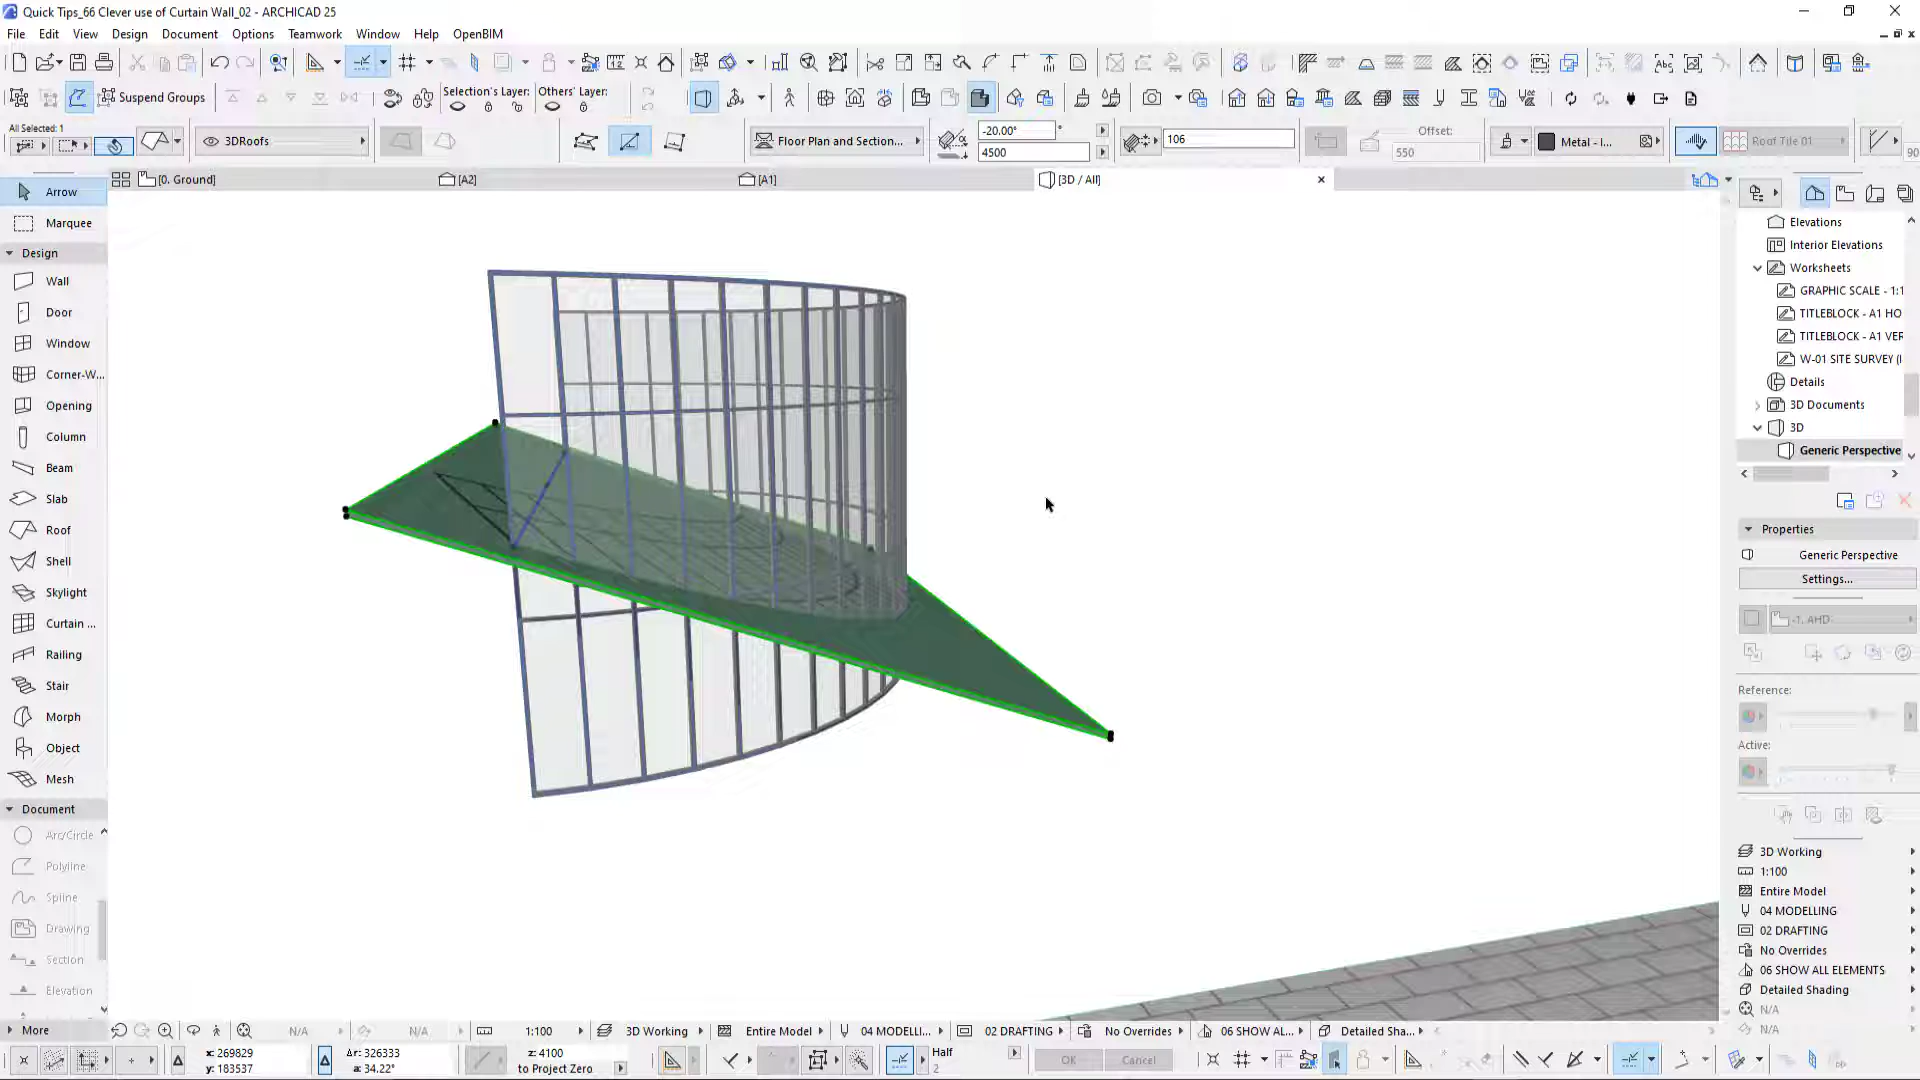 Quick Tips_66 Clever use of Curtain Wall_02 - ARCHICAD 25
File Edit View Design Document Options Teamwork Window Help OpenBIM
Suspend Groups
Selection's Layer: Others' Layer:
All Selected: 1
3DRoofs
Floor Plan and Section...
-20.00° °
4500
106
Offset:
550
Metal - I...
Roof Tile 01
90
[0. Ground] [A2] [A1] [3D / All]
Arrow
Marquee
Design
Wall
Door
Window
Corner-W...
Opening
Column
Beam
Slab
Roof
Shell
Skylight
Curtain ...
Railing
Stair
Morph
Object
Mesh
Document
Arc/Circle
Polyline
Spline
Drawing
Section
Elevation
More
Elevations
Interior Elevations
Worksheets
GRAPHIC SCALE - 1:1
TITLEBLOCK - A1 HO
TITLEBLOCK - A1 VER
W-01 SITE SURVEY (I
Details
3D Documents
3D
Generic Perspective
Properties
Generic Perspective
Settings...
-1. AHD
Reference:
Active:
3D Working
1:100
Entire Model
04 MODELLING
02 DRAFTING
No Overrides
06 SHOW ALL ELEMENTS
Detailed Shading
N/A
N/A
N/A N/A 1:100 3D Working Entire Model 04 MODELLI... 02 DRAFTING No Overrides 06 SHOW AL... Detailed Sha...
x: 269829
y: 183537
Δr: 326333
a: 34.22°
z: 4100
to Project Zero
Half
2
OK Cancel